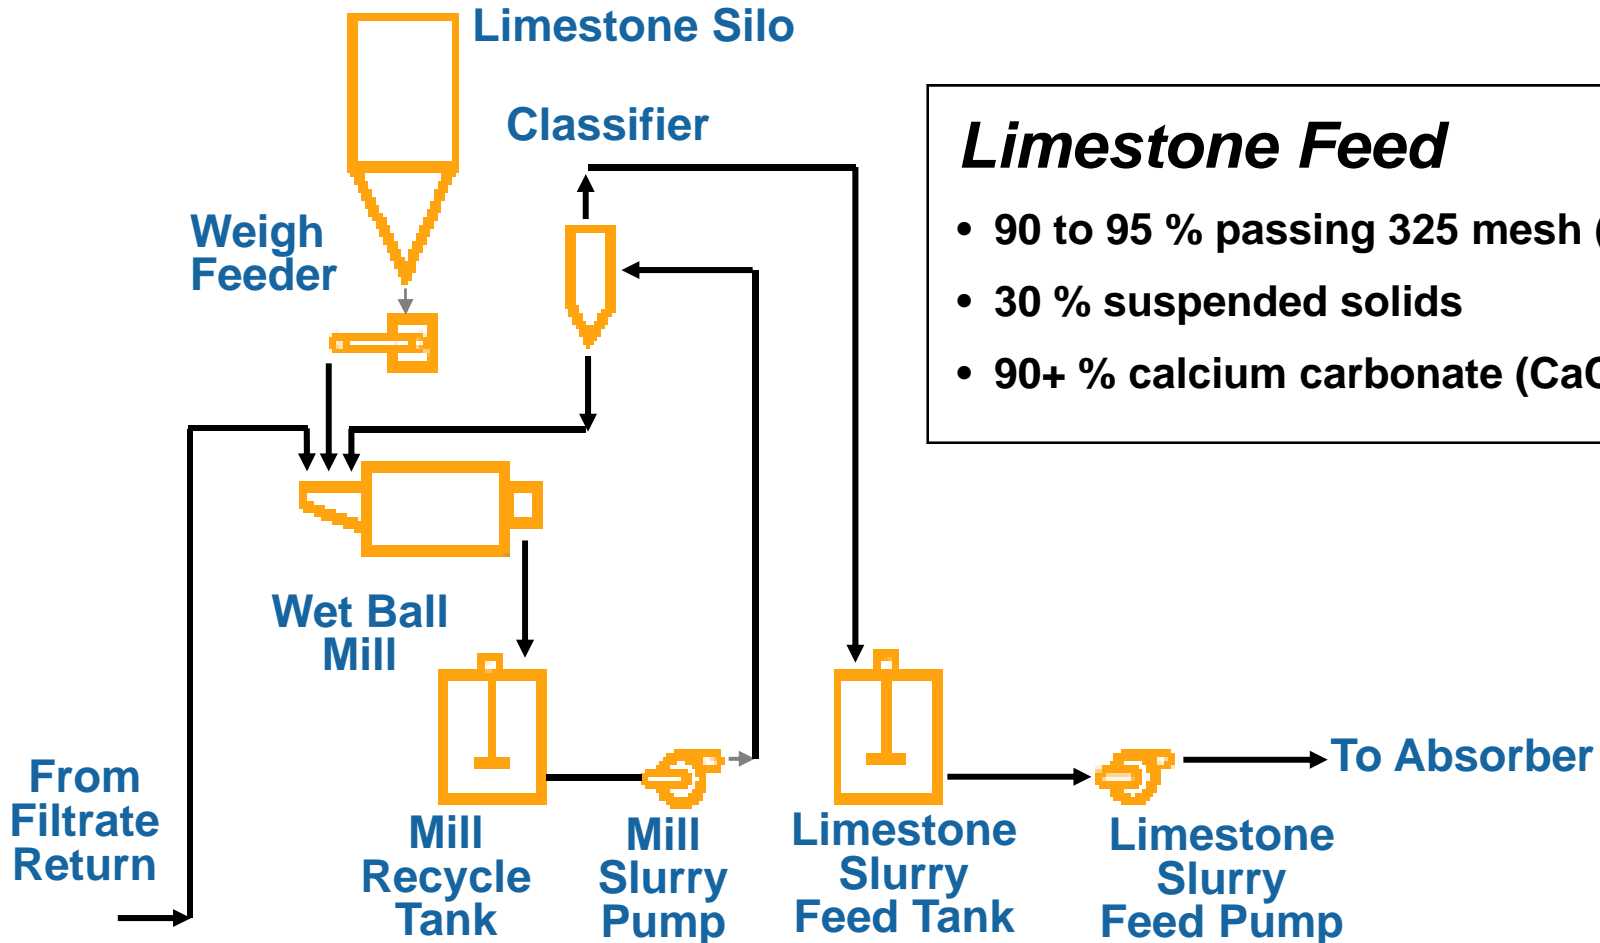 Limestone Silo
Classifier
Weigh
Feeder
Limestone Feed
• 90 to 95 % passing 325 mesh (
• 30 % suspended solids
• 90+ % calcium carbonate (CaC
Wet Ball
Mill
From
Filtrate
Return
Mill
Recycle
Tank
Mill
Slurry
Pump
Limestone
Slurry
Feed Tank
Limestone
Slurry
Feed Pump
To Absorber